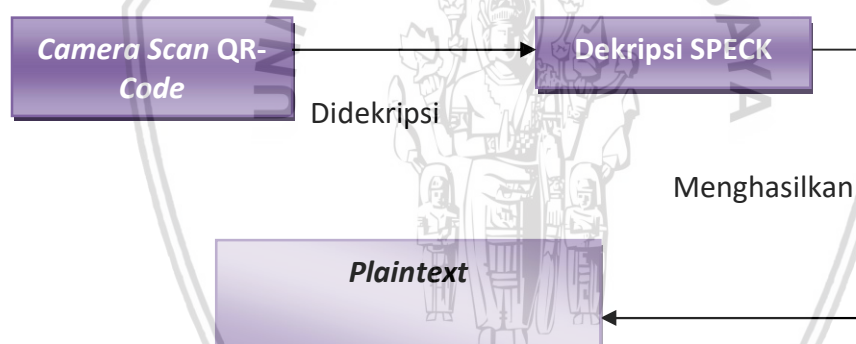 Camera Scan QR-
Code
Dekripsi SPECK
Didekripsi
Menghasilkan
Plaintext